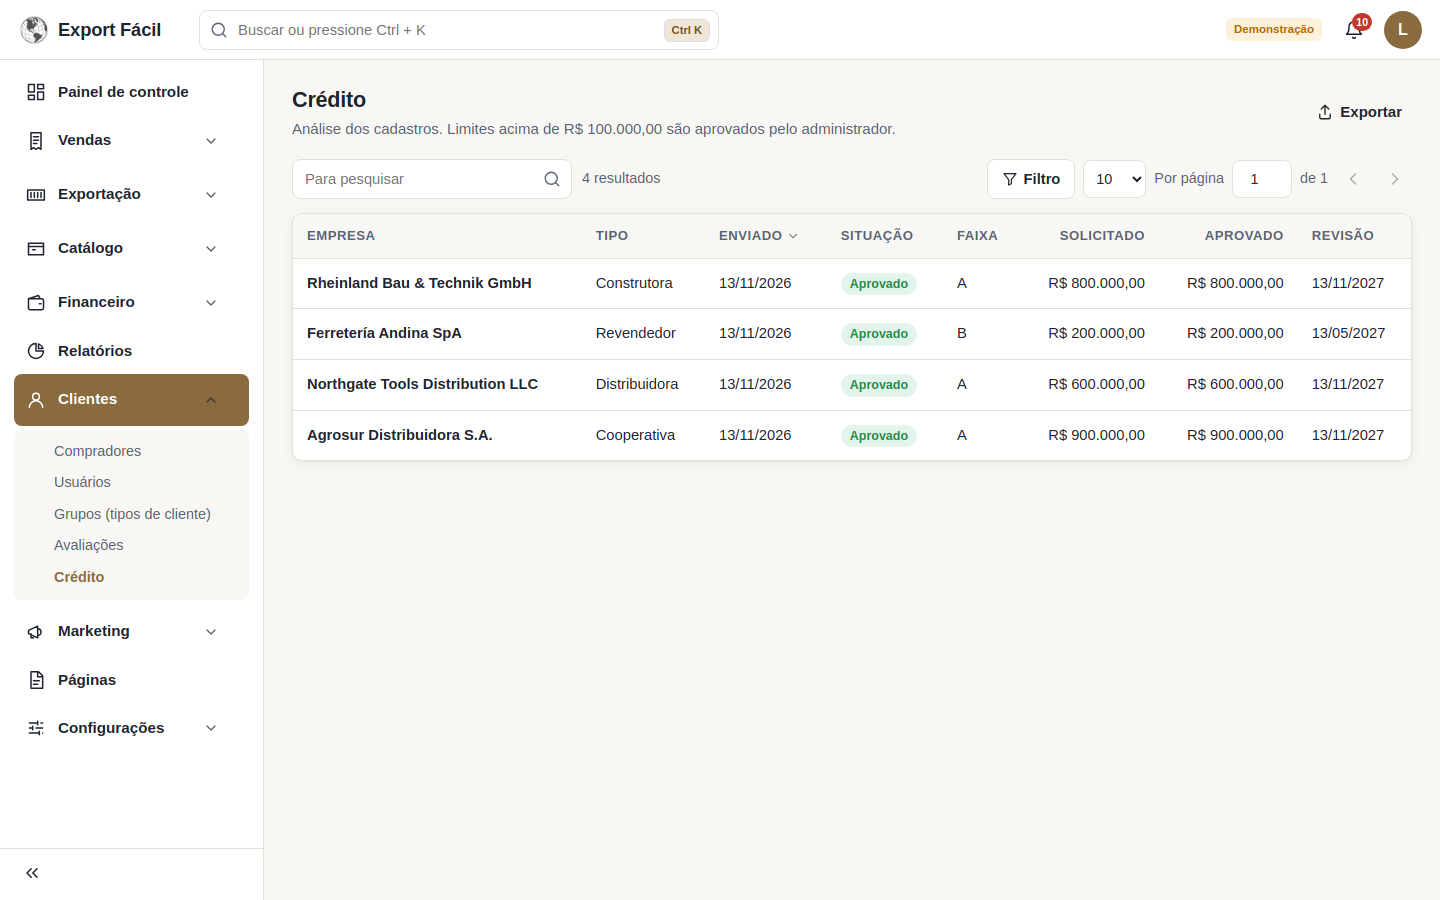 Export Fácil
Buscar ou pressione Ctrl + K
Ctrl K
Demonstração
10
L
Painel de controle
Vendas
Exportação
Catálogo
Financeiro
Relatórios
Clientes
Compradores
Usuários
Grupos (tipos de cliente)
Avaliações
Crédito
Marketing
Páginas
Configurações
Crédito
Análise dos cadastros. Limites acima de R$ 100.000,00 são aprovados pelo administrador.
Exportar
Para pesquisar
4 resultados
Filtro
10
Por página
1
de 1
EMPRESA TIPO ENVIADO SITUAÇÃO FAIXA SOLICITADO APROVADO REVISÃO
Rheinland Bau & Technik GmbH Construtora 13/11/2026 Aprovado A R$ 800.000,00 R$ 800.000,00 13/11/2027
Ferretería Andina SpA Revendedor 13/11/2026 Aprovado B R$ 200.000,00 R$ 200.000,00 13/05/2027
Northgate Tools Distribution LLC Distribuidora 13/11/2026 Aprovado A R$ 600.000,00 R$ 600.000,00 13/11/2027
Agrosur Distribuidora S.A. Cooperativa 13/11/2026 Aprovado A R$ 900.000,00 R$ 900.000,00 13/11/2027